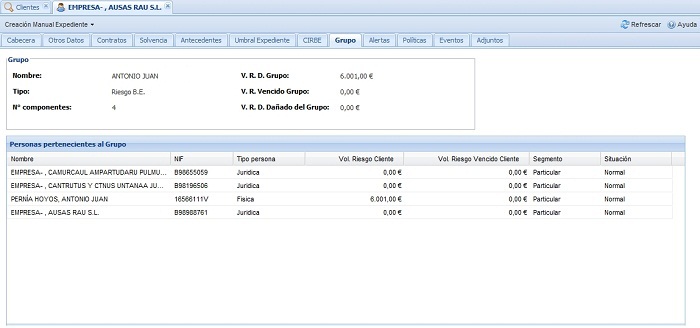 Clientes EMPRESA- , AUSAS RAU S.L.
Creación Manual Expediente Refrescar Ayuda
Cabecera Otros Datos Contratos Solvencia Antecedentes Umbral Expediente CIRBE Grupo Alertas Políticas Eventos Adjuntos
Grupo
Nombre: ANTONIO JUAN V. R. D. Grupo: 6.001,00 €
Tipo: Riesgo B.E. V. R. Vencido Grupo: 0,00 €
Nº componentes: 4 V. R. D. Dañado del Grupo: 0,00 €
Personas pertenecientes al Grupo
Nombre NIF Tipo persona Vol. Riesgo Cliente Vol. Riesgo Vencido Cliente Segmento Situación
EMPRESA- , CAMURCAUL AMPARTUDARIJ PULMU... B98655059 Juridica 0,00 € 0,00 € Particular Normal
EMPRESA- , CANTRUTUS Y CTNUS UNTANAA JU... B98196506 Juridica 0,00 € 0,00 € Particular Normal
PERNÍA HOYOS, ANTONIO JUAN 16566111V Fisica 6.001,00 € 0,00 € Particular Normal
EMPRESA- , AUSAS RAU S.L. B98988761 Juridica 0,00 € 0,00 € Particular Normal